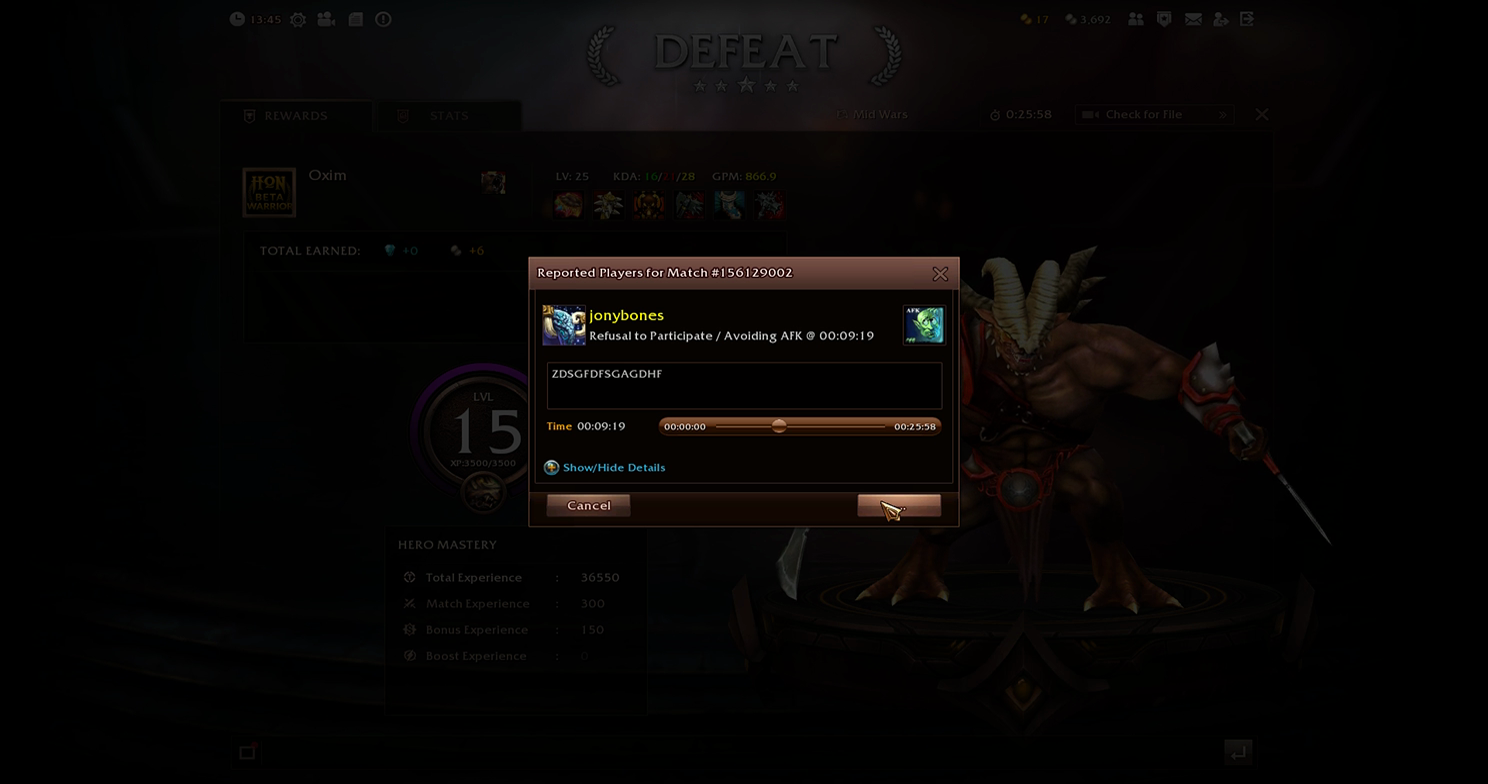 13:45
17
3,692
DEFEAT
REWARDS
STATS
Mid Wars
0:25:58
Check for File
HON
BETA
WARRIOR
Oxim
LV: 25
KDA: 16/21/28
GPM: 866.9
TOTAL EARNED:
+0
+6
Reported Players for Match #156129002
jonybones
Refusal to Participate / Avoiding AFK @ 00:09:19
AFK
ZDSGFDFSGAGDHF
Time 00:09:19
00:00:00
00:25:58
Show/Hide Details
Cancel
LVL
15
XP:3500/3500
HERO MASTERY
Total Experience : 36550
Match Experience : 300
Bonus Experience : 150
Boost Experience : 0